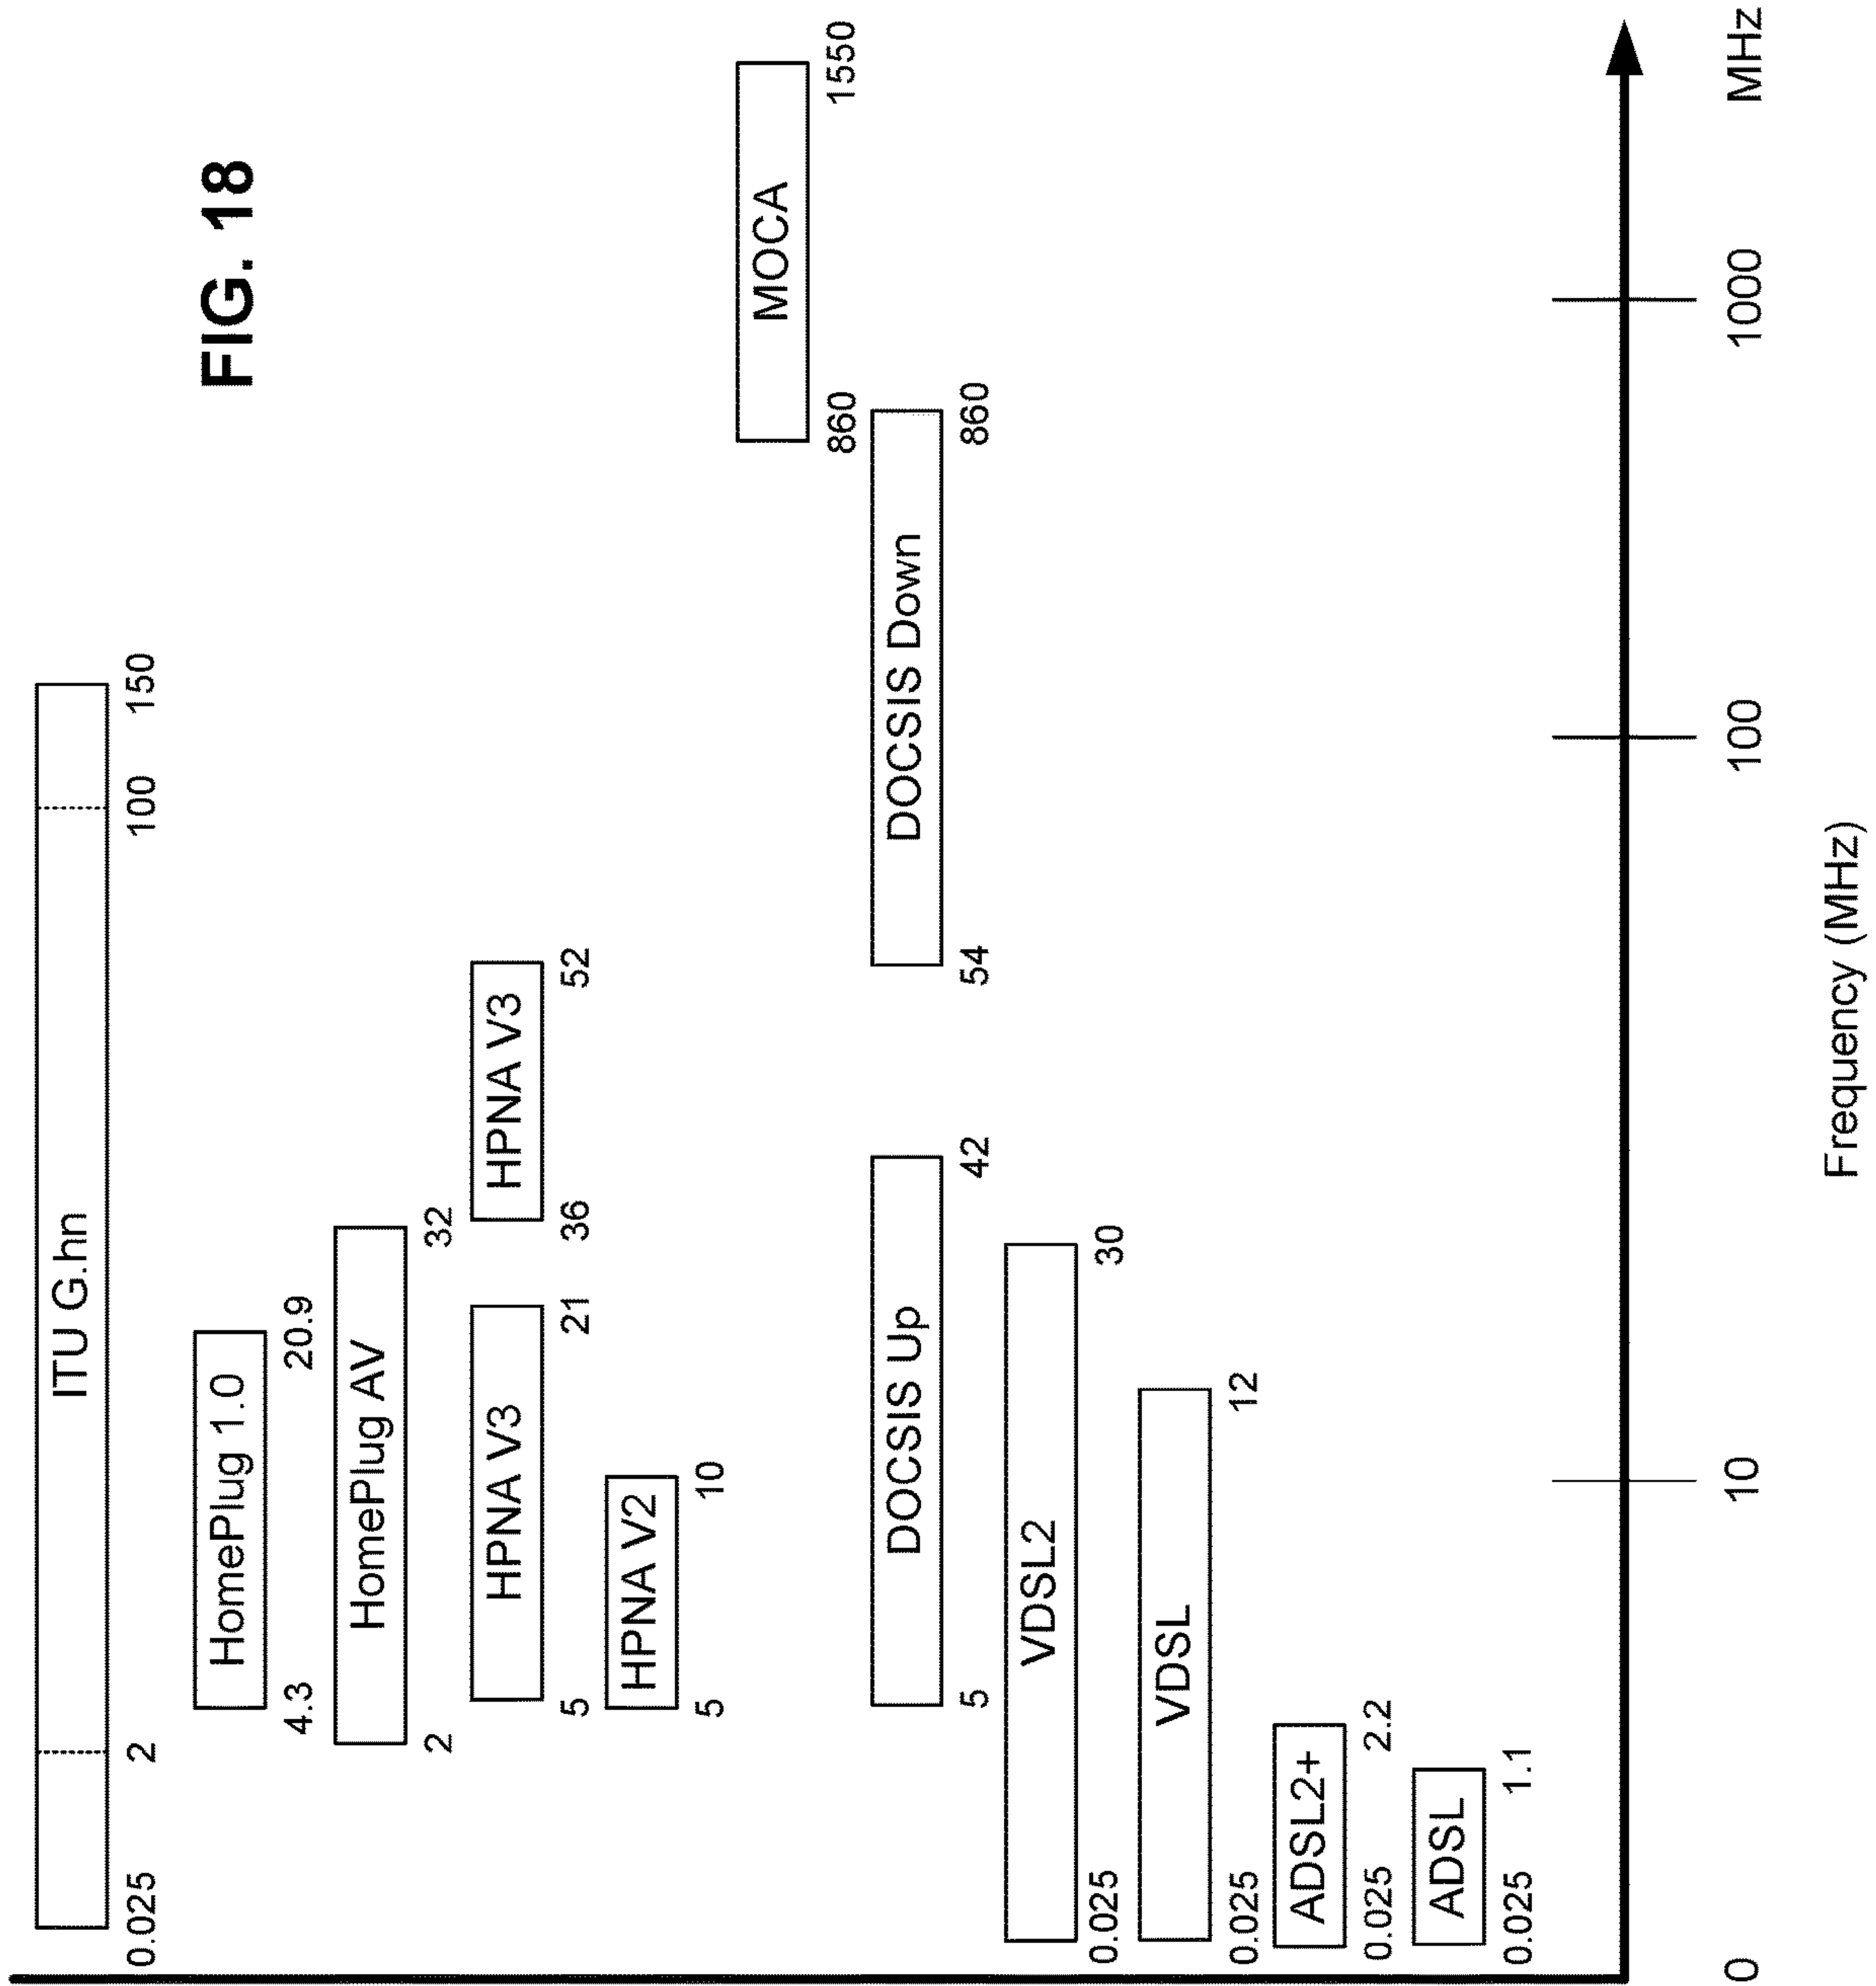 FIG. 18
ITU G.hn
0.025 2 100 150
HomePlug 1.0
4.3 20.9
HomePlug AV
2 32
HPNA V3 HPNA V3
5 21 36 52
HPNA V2
5 10
MOCA
860 1550
DOCSIS Up DOCSIS Down
5 42 54 860
VDSL2
0.025 30
VDSL
0.025 12
ADSL2+
0.025 2.2
ADSL
0.025 1.1
0 10 100 1000 MHz
Frequency (MHz)